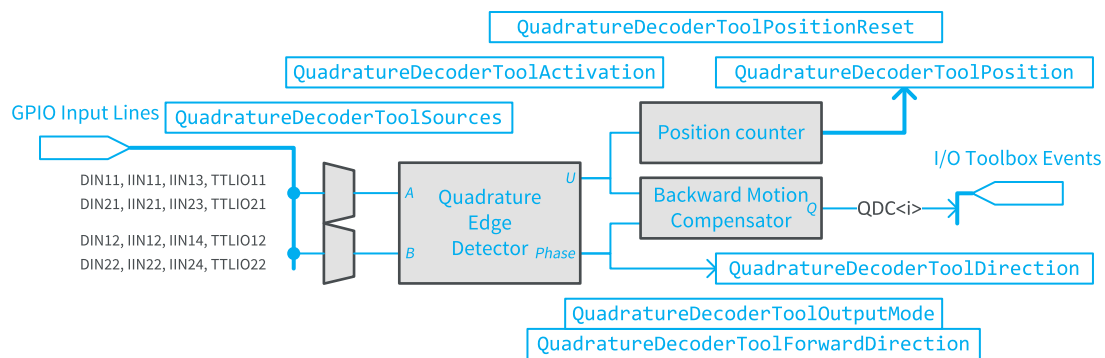 QuadratureDecoderToolPositionReset
QuadratureDecoderToolActivation
QuadratureDecoderToolPosition
GPIO Input Lines
QuadratureDecoderToolSources
Position counter
I/O Toolbox Events
DIN11, IIN11, IIN13, TTLIO11
DIN21, IIN21, IIN23, TTLIO21
A
Quadrature
Edge
Detector
U
Backward Motion
Compensator
Q
QDC<i>
DIN12, IIN12, IIN14, TTLIO12
DIN22, IIN22, IIN24, TTLIO22
B
Phase
QuadratureDecoderToolDirection
QuadratureDecoderToolOutputMode
QuadratureDecoderToolForwardDirection